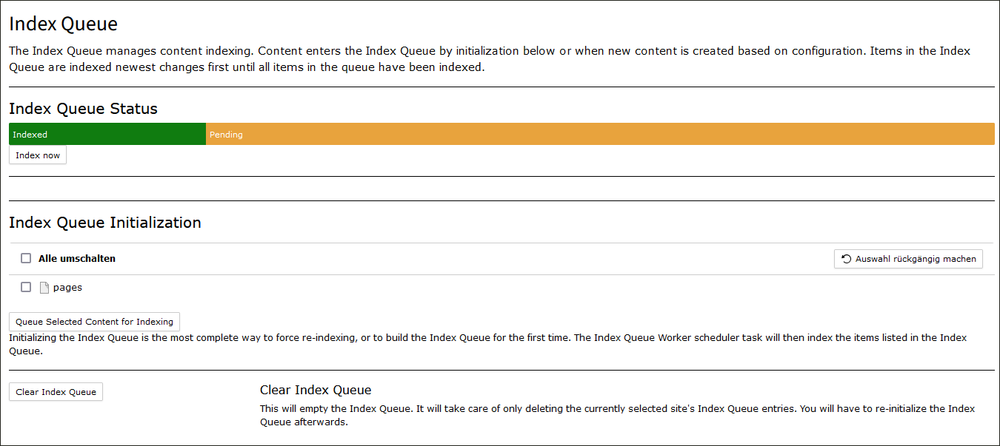 Index Queue
The Index Queue manages content indexing. Content enters the Index Queue by initialization below or when new content is created based on configuration. Items in the Index
Queue are indexed newest changes first until all items in the queue have been indexed.
Index Queue Status
Indexed Pending
Index now
Index Queue Initialization
Alle umschalten Auswahl rückgängig machen
pages
Queue Selected Content for Indexing
Initializing the Index Queue is the most complete way to force re-indexing, or to build the Index Queue for the first time. The Index Queue Worker scheduler task will then index the items listed in the Index
Queue.
Clear Index Queue
Clear Index Queue
This will empty the Index Queue. It will take care of only deleting the currently selected site's Index Queue entries. You will have to re-initialize the Index
Queue afterwards.